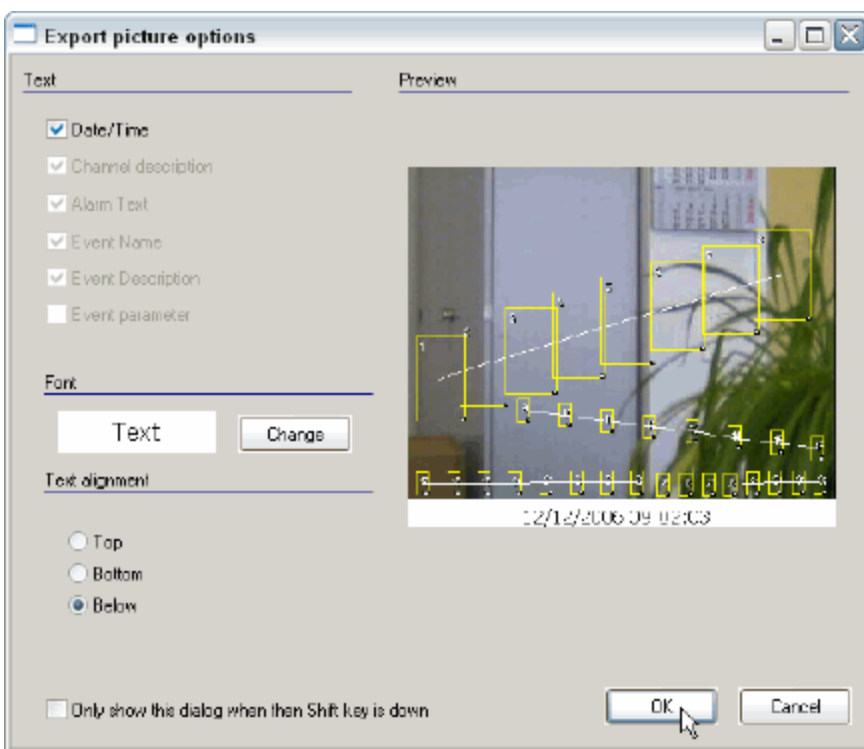 Export picture options
Text
Date/Time
Channel description
Alarm Text
Event Name
Event Description
Event parameter
Font
Text
Change
Text alignment
Top
Bottom
Below
Preview
12/12/2006 09:02:03
Only show this dialog when then Shift key is down
OK
Cancel